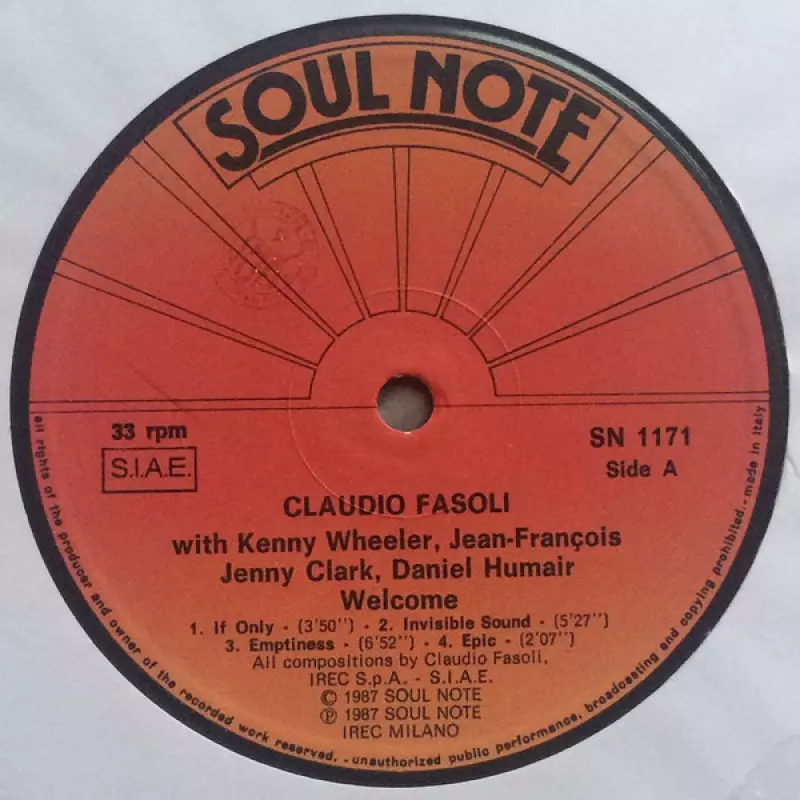 SOUL NOTE
33 rpm
S.I.A.E.
SN 1171
Side A
CLAUDIO FASOLI
with Kenny Wheeler, Jean-François
Jenny Clark, Daniel Humair
Welcome
1. If Only - (3'50") - 2. Invisible Sound - (5'27")
3. Emptiness - (6'52") - 4. Epic - (2'07")
All compositions by Claudio Fasoli,
IREC S.p.A. - S.I.A.E.
© 1987 SOUL NOTE
℗ 1987 SOUL NOTE
IREC MILANO
all rights of the producer and owner of the recorded work reserved. - unauthorized public performance, broadcasting and copying prohibited. - made in Italy